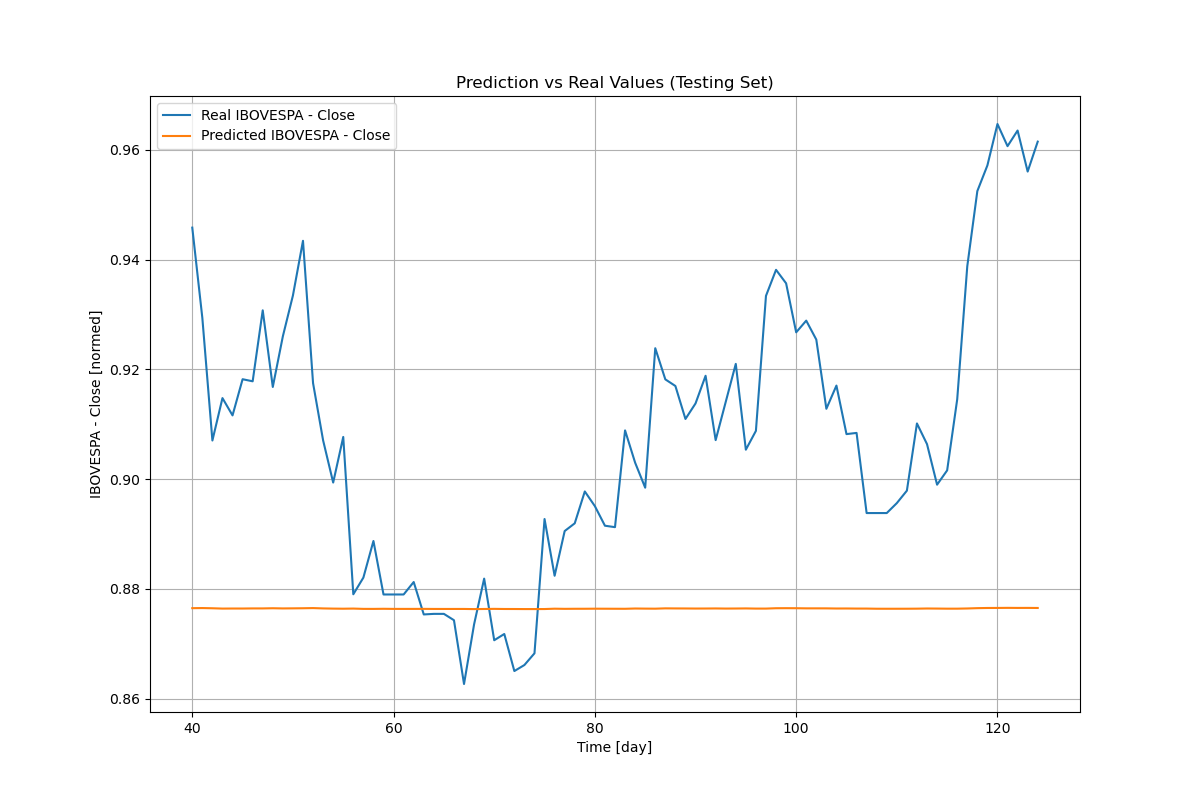 Prediction vs Real Values (Testing Set)
Real IBOVESPA - Close
Predicted IBOVESPA - Close
IBOVESPA - Close [normed]
0.96
0.94
0.92
0.90
0.88
0.86
40 60 80 100 120
Time [day]